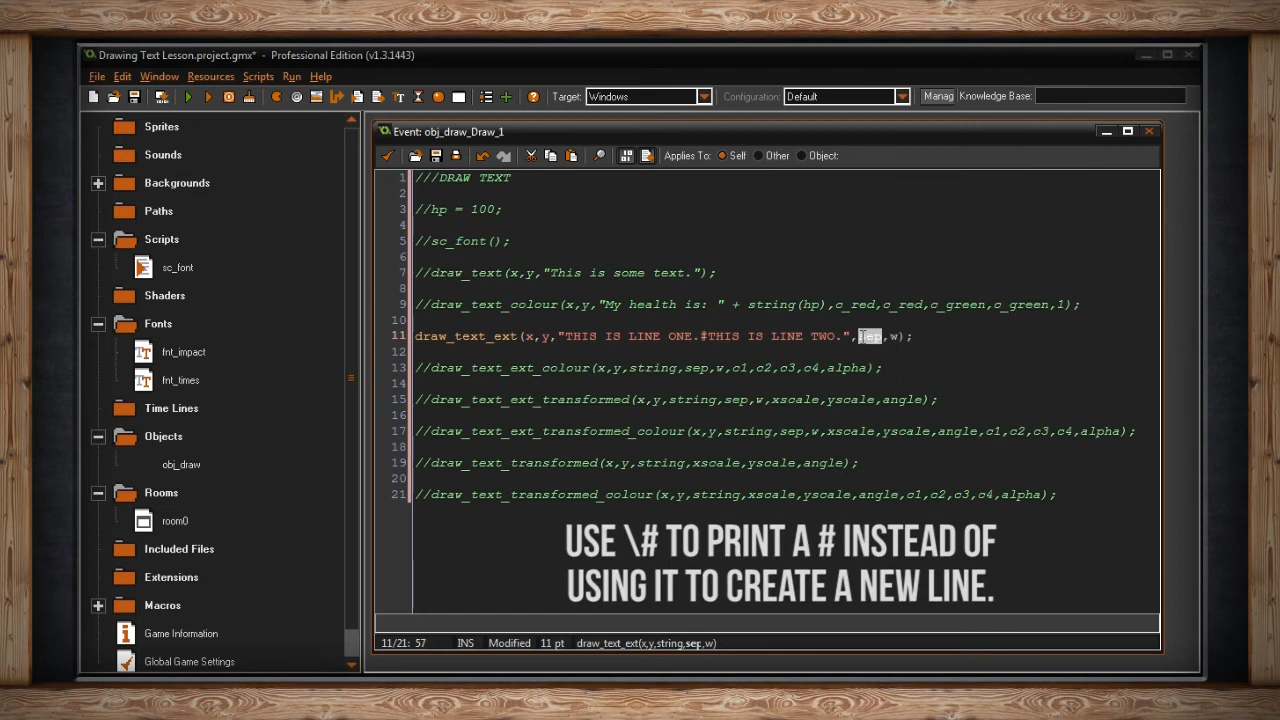 Drawing Text Lesson.project.gmx* - Professional Edition (v1.3.1443)
File Edit Window Resources Scripts Run Help
Target: Windows Configuration: Default Manag Knowledge Base:
Sprites
Sounds
Backgrounds
Paths
Scripts
sc_font
Shaders
Fonts
fnt_impact
fnt_times
Time Lines
Objects
obj_draw
Rooms
room0
Included Files
Extensions
Macros
Game Information
Global Game Settings
Event: obj_draw_Draw_1
Applies To: Self Other Object:
1 ///DRAW TEXT
2
3 //hp = 100;
4
5 //sc_font();
6
7 //draw_text(x,y,"This is some text.");
8
9 //draw_text_colour(x,y,"My health is: " + string(hp),c_red,c_red,c_green,c_green,1);
10
11 draw_text_ext(x,y,"THIS IS LINE ONE.#THIS IS LINE TWO.",sep,w);
12
13 //draw_text_ext_colour(x,y,string,sep,w,c1,c2,c3,c4,alpha);
14
15 //draw_text_ext_transformed(x,y,string,sep,w,xscale,yscale,angle);
16
17 //draw_text_ext_transformed_colour(x,y,string,sep,w,xscale,yscale,angle,c1,c2,c3,c4,alpha);
18
19 //draw_text_transformed(x,y,string,xscale,yscale,angle);
20
21 //draw_text_transformed_colour(x,y,string,xscale,yscale,angle,c1,c2,c3,c4,alpha);
USE \# TO PRINT A # INSTEAD OF
USING IT TO CREATE A NEW LINE.
11/21: 57 INS Modified 11 pt draw_text_ext(x,y,string,sep,w)